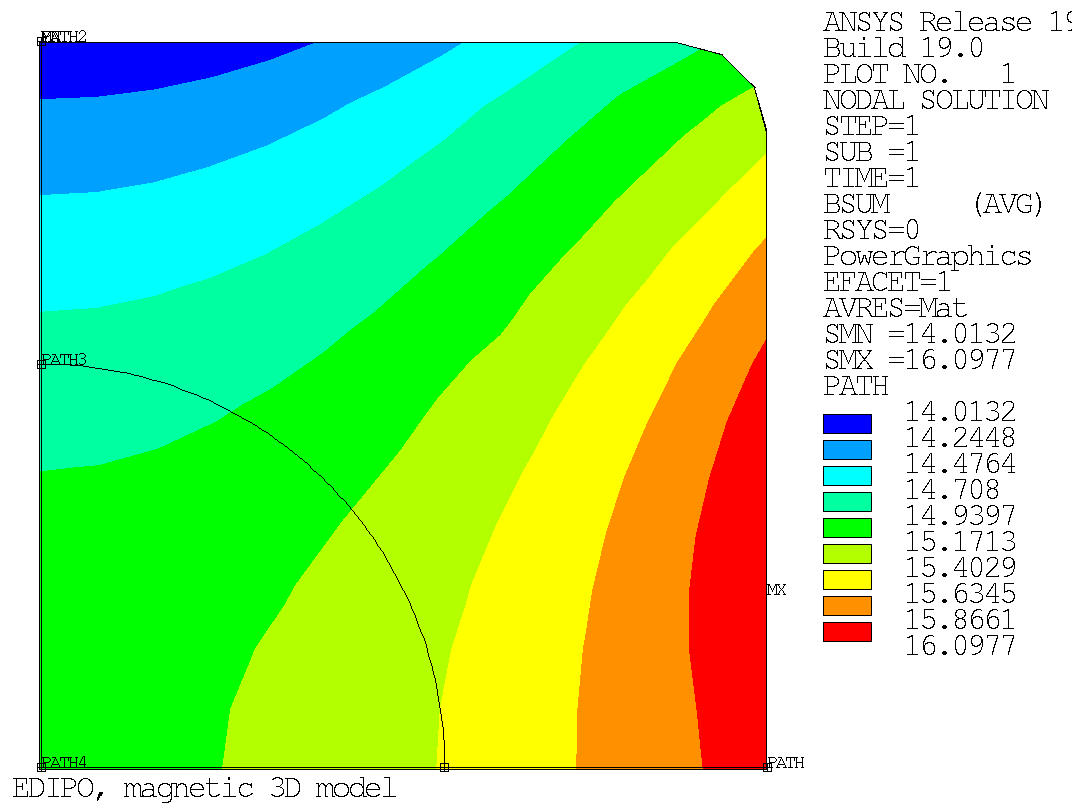 ANSYS Release 19
Build 19.0
PLOT NO. 1
NODAL SOLUTION
STEP=1
SUB =1
TIME=1
BSUM (AVG)
RSYS=0
PowerGraphics
EFACET=1
AVRES=Mat
SMN =14.0132
SMX =16.0977
PATH
14.0132
14.2448
14.4764
14.708
14.9397
15.1713
15.4029
15.6345
15.8661
16.0977
PATH2
PATH3
MX
PATH4
PATH
EDIPO, magnetic 3D model